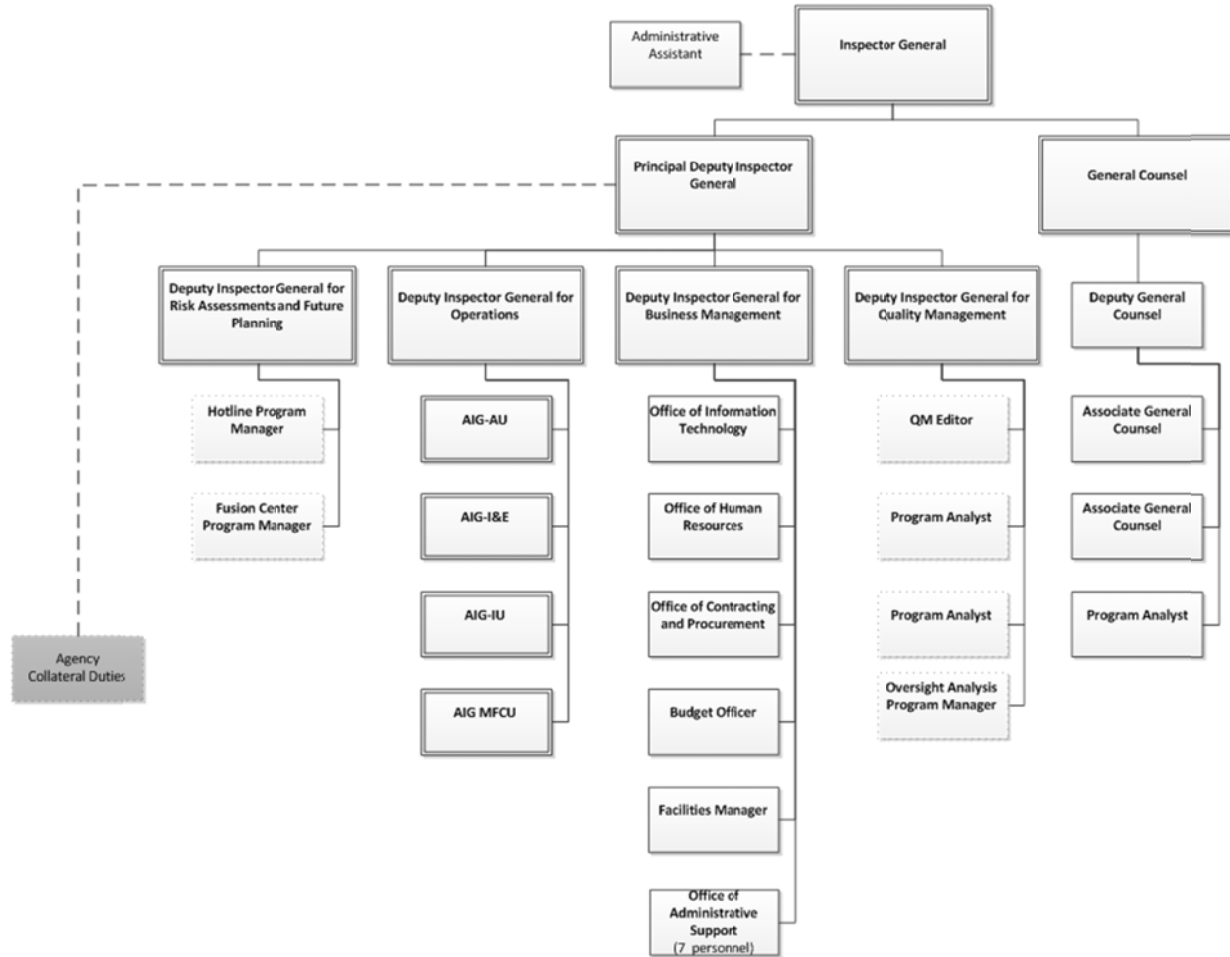 Administrative
Assistant
Inspector General
Principal Deputy Inspector
General
General Counsel
Deputy Inspector General for
Risk Assessments and Future
Planning
Deputy Inspector General for
Operations
Deputy Inspector General for
Business Management
Deputy Inspector General for
Quality Management
Deputy General
Counsel
Hotline Program
Manager
Fusion Center
Program Manager
AIG-AU
AIG-I&E
AIG-IU
AIG MFCU
Office of Information
Technology
Office of Human
Resources
Office of Contracting
and Procurement
Budget Officer
Facilities Manager
Office of
Administrative
Support
(7 personnel)
QM Editor
Program Analyst
Program Analyst
Oversight Analysis
Program Manager
Associate General
Counsel
Associate General
Counsel
Program Analyst
Agency
Collateral Duties